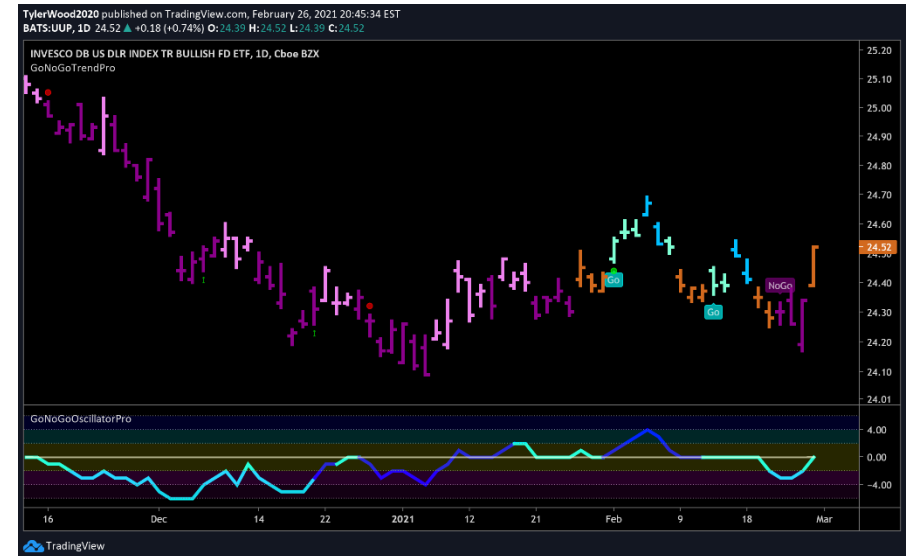 TylerWood2020 published on TradingView.com, February 26, 2021 20:45:34 EST
BATS:UUP, 1D 24.52 ▲ +0.18 (+0.74%) O:24.39 H:24.52 L:24.39 C:24.52
INVESCO DB US DLR INDEX TR BULLISH FD ETF, 1D, Cboe BZX
GoNoGoTrendPro
25.20
25.10
25.00
24.90
24.80
24.70
24.60
24.52
24.50
24.40
24.30
24.20
24.10
24.01
Go
Go
NoGo
GoNoGoOscillatorPro
4.00
0.00
−4.00
16 Dec 14 22 2021 12 21 Feb 9 18 Mar
TradingView